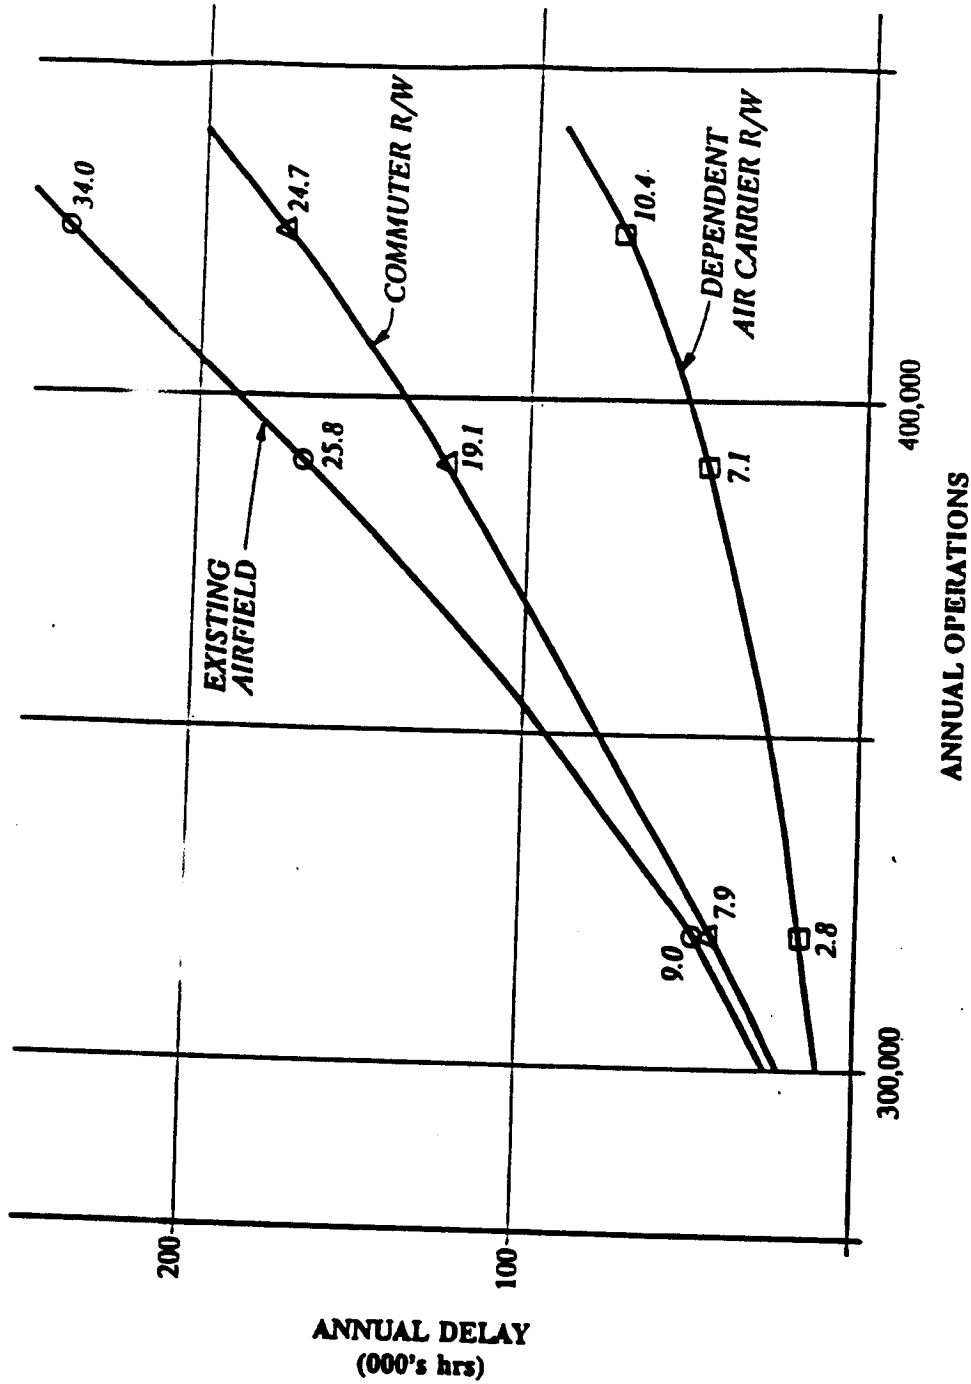 ANNUAL DELAY
(000's hrs)
200
100
EXISTING
AIRFIELD
34.0
25.8
9.0
COMMUTER R/W
24.7
19.1
7.9
DEPENDENT
AIR CARRIER R/W
10.4
7.1
2.8
300,000
400,000
ANNUAL OPERATIONS